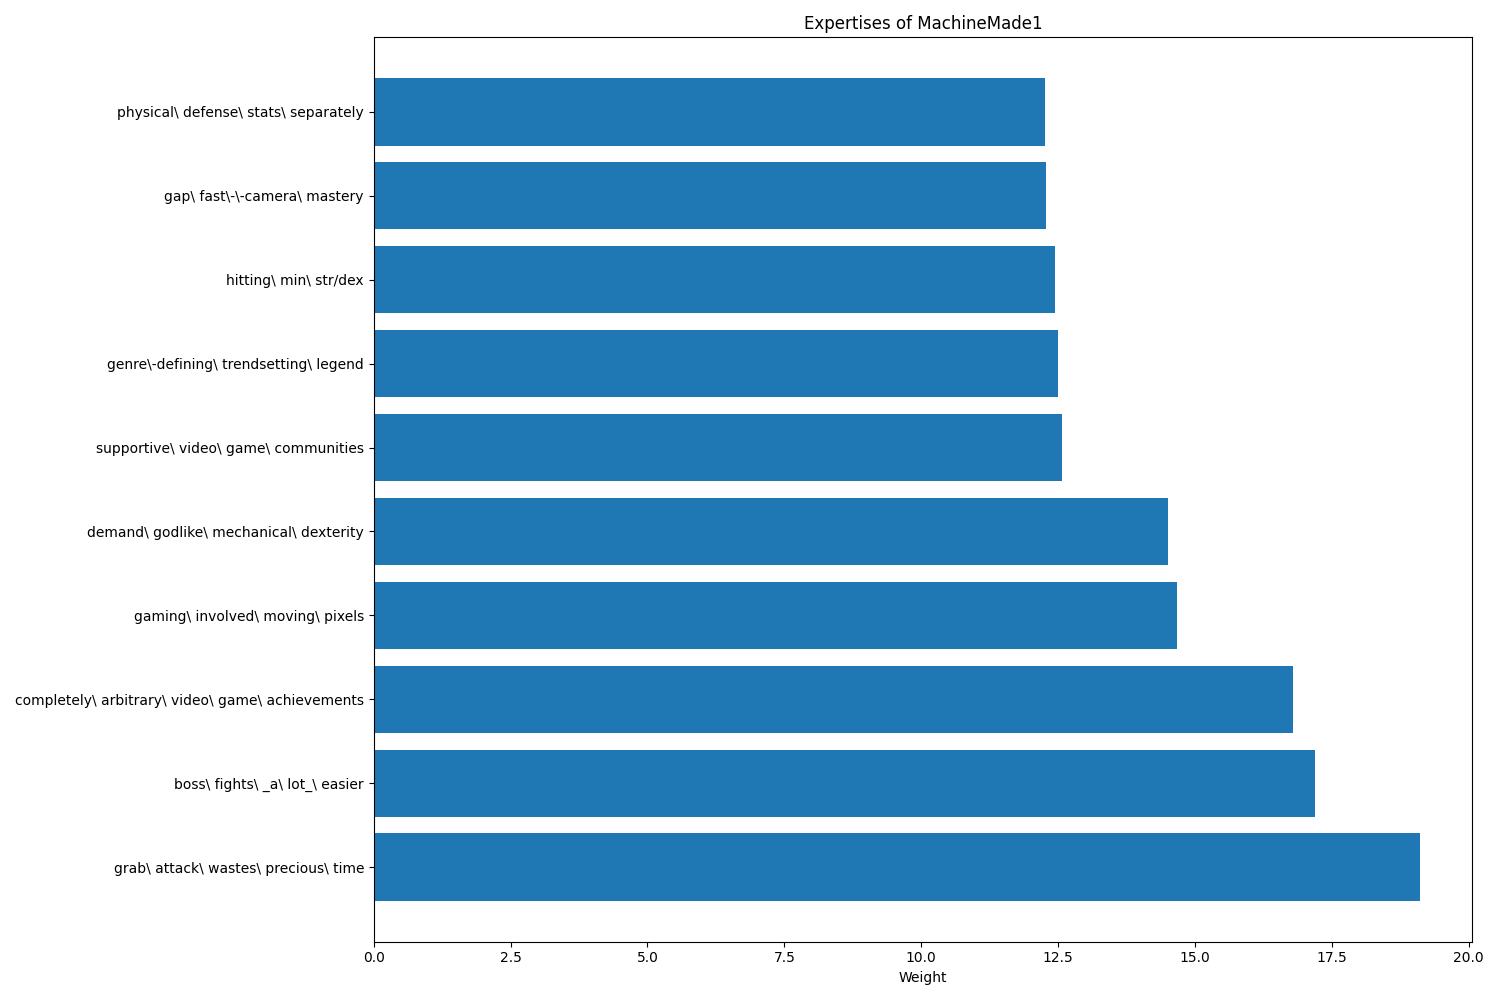 Expertises of MachineMade1
physical\ defense\ stats\ separately
gap\ fast\-\-camera\ mastery
hitting\ min\ str/dex
genre\-defining\ trendsetting\ legend
supportive\ video\ game\ communities
demand\ godlike\ mechanical\ dexterity
gaming\ involved\ moving\ pixels
completely\ arbitrary\ video\ game\ achievements
boss\ fights\ _a\ lot_\ easier
grab\ attack\ wastes\ precious\ time
0.0 2.5 5.0 7.5 10.0 12.5 15.0 17.5 20.0
Weight